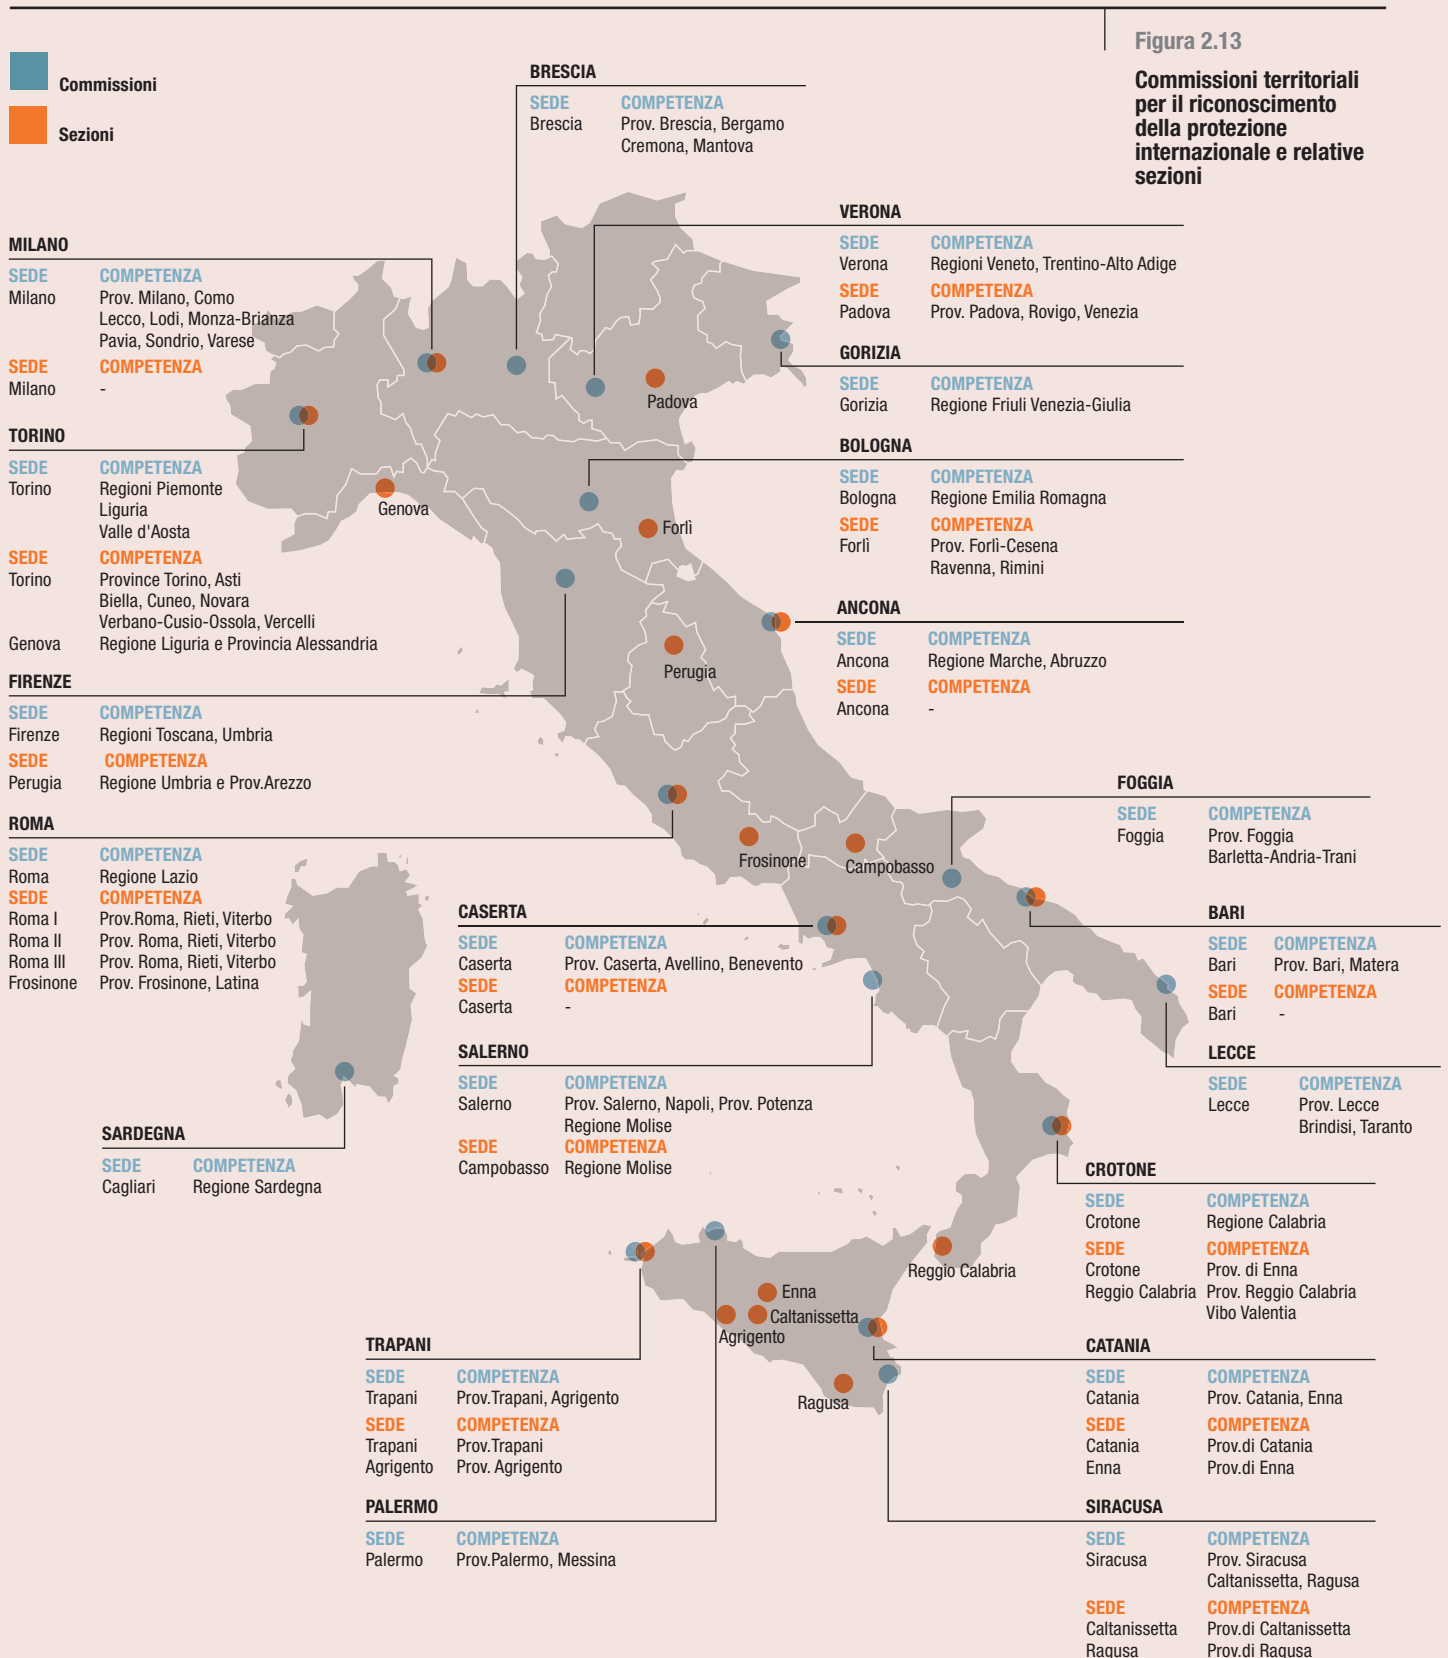 Figura 2.13
Commissioni territoriali
per il riconoscimento
della protezione
internazionale e relative
sezioni
Commissioni
Sezioni
BRESCIA
SEDE COMPETENZA
Brescia Prov. Brescia, Bergamo
Cremona, Mantova
MILANO
SEDE COMPETENZA
Milano Prov. Milano, Como
Lecco, Lodi, Monza-Brianza
Pavia, Sondrio, Varese
SEDE COMPETENZA
Milano -
TORINO
SEDE COMPETENZA
Torino Regioni Piemonte
Liguria
Valle d'Aosta
SEDE COMPETENZA
Torino Province Torino, Asti
Biella, Cuneo, Novara
Verbano-Cusio-Ossola, Vercelli
Genova Regione Liguria e Provincia Alessandria
FIRENZE
SEDE COMPETENZA
Firenze Regioni Toscana, Umbria
SEDE COMPETENZA
Perugia Regione Umbria e Prov.Arezzo
ROMA
SEDE COMPETENZA
Roma Regione Lazio
SEDE COMPETENZA
Roma I Prov.Roma, Rieti, Viterbo
Roma II Prov. Roma, Rieti, Viterbo
Roma III Prov. Roma, Rieti, Viterbo
Frosinone Prov. Frosinone, Latina
SARDEGNA
SEDE COMPETENZA
Cagliari Regione Sardegna
VERONA
SEDE COMPETENZA
Verona Regioni Veneto, Trentino-Alto Adige
SEDE COMPETENZA
Padova Prov. Padova, Rovigo, Venezia
GORIZIA
SEDE COMPETENZA
Gorizia Regione Friuli Venezia-Giulia
BOLOGNA
SEDE COMPETENZA
Bologna Regione Emilia Romagna
SEDE COMPETENZA
Forlì Prov. Forlì-Cesena
Ravenna, Rimini
ANCONA
SEDE COMPETENZA
Ancona Regione Marche, Abruzzo
SEDE COMPETENZA
Ancona -
FOGGIA
SEDE COMPETENZA
Foggia Prov. Foggia
Barletta-Andria-Trani
BARI
SEDE COMPETENZA
Bari Prov. Bari, Matera
SEDE COMPETENZA
Bari -
LECCE
SEDE COMPETENZA
Lecce Prov. Lecce
Brindisi, Taranto
CASERTA
SEDE COMPETENZA
Caserta Prov. Caserta, Avellino, Benevento
SEDE COMPETENZA
Caserta -
SALERNO
SEDE COMPETENZA
Salerno Prov. Salerno, Napoli, Prov. Potenza
Regione Molise
SEDE COMPETENZA
Campobasso Regione Molise
CROTONE
SEDE COMPETENZA
Crotone Regione Calabria
SEDE COMPETENZA
Crotone Prov. di Enna
Reggio Calabria Prov. Reggio Calabria
Vibo Valentia
TRAPANI
SEDE COMPETENZA
Trapani Prov.Trapani, Agrigento
SEDE COMPETENZA
Trapani Prov.Trapani
Agrigento Prov. Agrigento
PALERMO
SEDE COMPETENZA
Palermo Prov.Palermo, Messina
CATANIA
SEDE COMPETENZA
Catania Prov. Catania, Enna
SEDE COMPETENZA
Catania Prov.di Catania
Enna Prov.di Enna
SIRACUSA
SEDE COMPETENZA
Siracusa Prov. Siracusa
Caltanissetta, Ragusa
SEDE COMPETENZA
Caltanissetta Prov.di Caltanissetta
Ragusa Prov.di Ragusa
Padova
Genova
Forlì
Perugia
Frosinone
Campobasso
Reggio Calabria
Enna
Caltanissetta
Agrigento
Ragusa